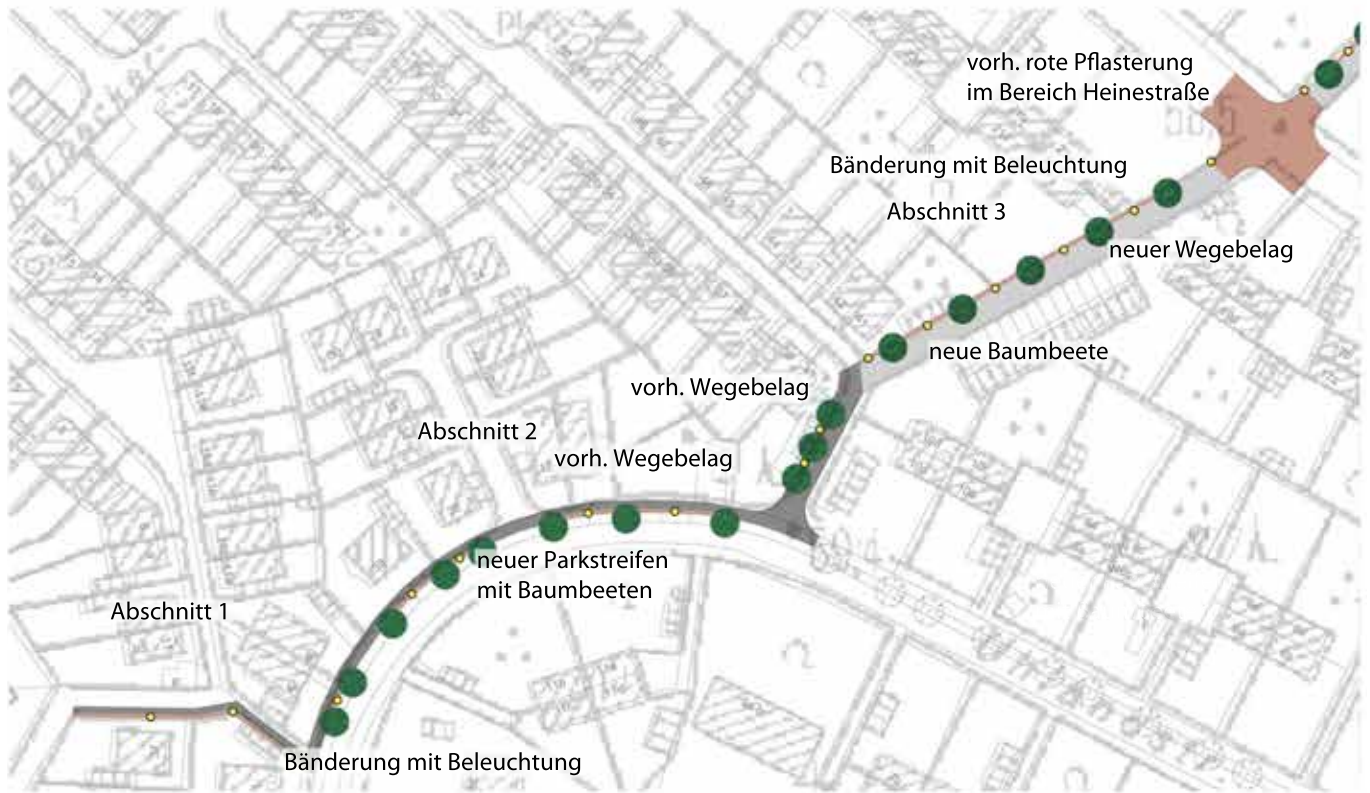 vorh. rote Pflasterung
im Bereich Heinestraße
Bänderung mit Beleuchtung
Abschnitt 3
neuer Wegebelag
neue Baumbeete
vorh. Wegebelag
Abschnitt 2
vorh. Wegebelag
neuer Parkstreifen
mit Baumbeeten
Abschnitt 1
Bänderung mit Beleuchtung